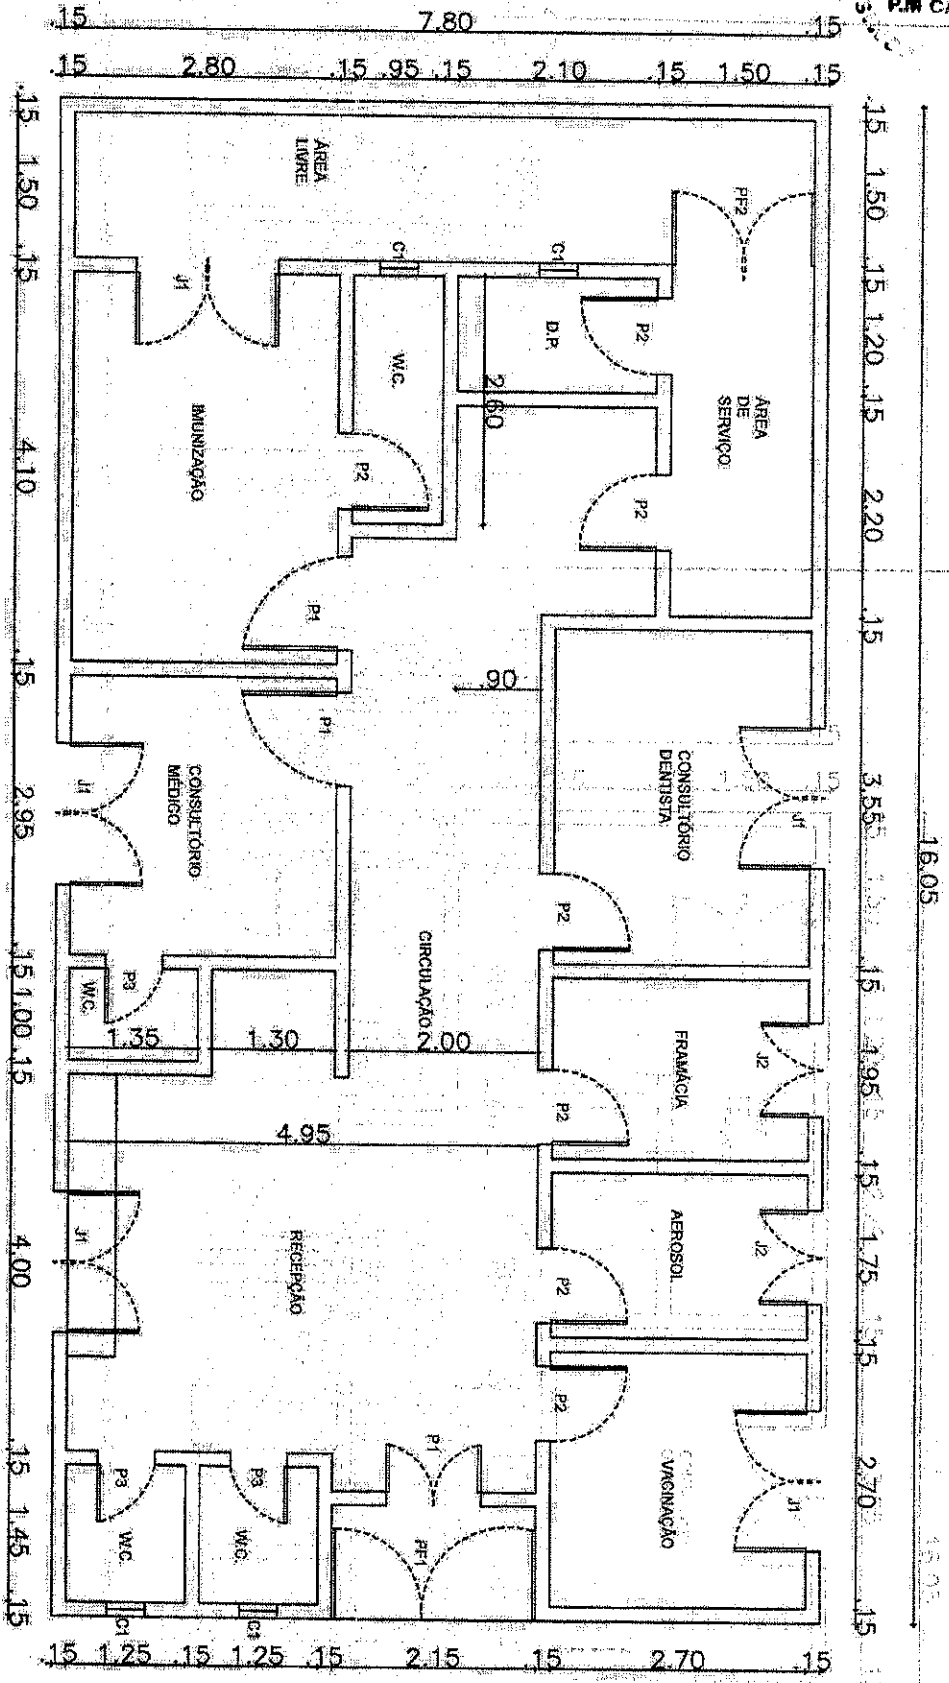 P.M
.15 7.80 .15
.15 2.80 .15 .95 .15 2.10 .15 1.50 .15
.15 1.50 .15 4.10 .15 2.95 .15 1.00 .15 4.00 .15 1.45 .15
.15 1.50 .15 1.20 .15 2.20 .15 3.55 .15 1.95 .15 1.75 .15 2.70 .15
16.05
ÁREA
LIVRE
PF2
J1
C1
C1
W.C.
D.P.
P2
ÁREA
DE
SERVIÇO
2.60
IMUNIZAÇÃO
P2
P2
P1
.90
P1
CONSULTÓRIO
MÉDICO
J1
CONSULTÓRIO
DENTISTA
J1
P2
CIRCULAÇÃO
W.C.
P3
1.35 1.30 2.00
FRAMÁCIA
J2
P2
4.95
RECEPÇÃO
J1
AEROSOL
J2
P2
P2
VACINAÇÃO
J1
P1
PF1
P3
P3
W.C.
W.C.
C1
C1
.15 1.25 .15 1.25 .15 2.15 .15 2.70 .15